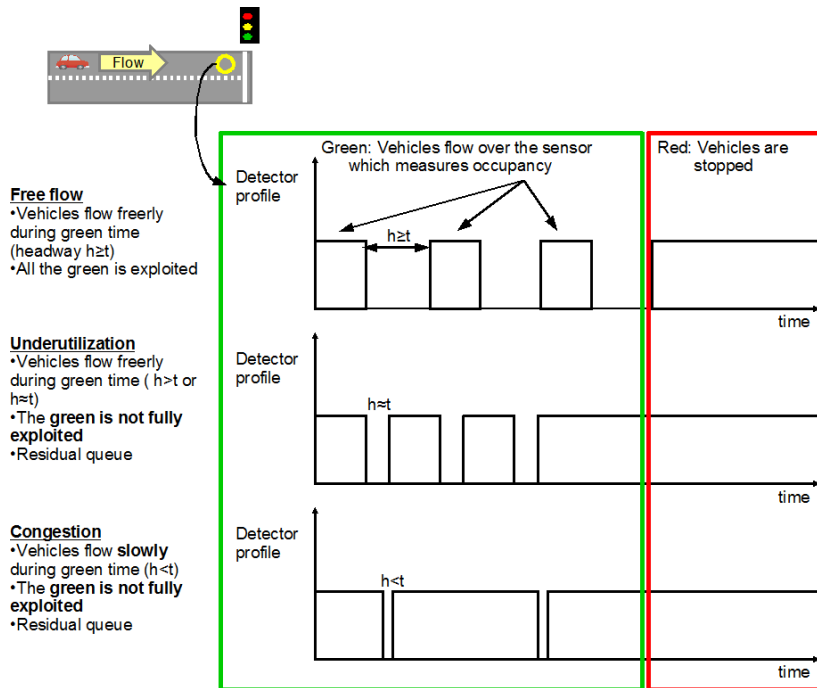 Flow
Green: Vehicles flow over the sensor
which measures occupancy
Red: Vehicles are
stopped
Detector
profile
Free flow
•Vehicles flow freerly
during green time
(headway h≥t)
•All the green is exploited
h≥t
time
Underutilization
•Vehicles flow freerly
during green time ( h>t or
h≈t)
•The green is not fully
exploited
•Residual queue
Detector
profile
h≈t
time
Congestion
•Vehicles flow slowly
during green time (h<t)
•The green is not fully
exploited
•Residual queue
Detector
profile
h<t
time